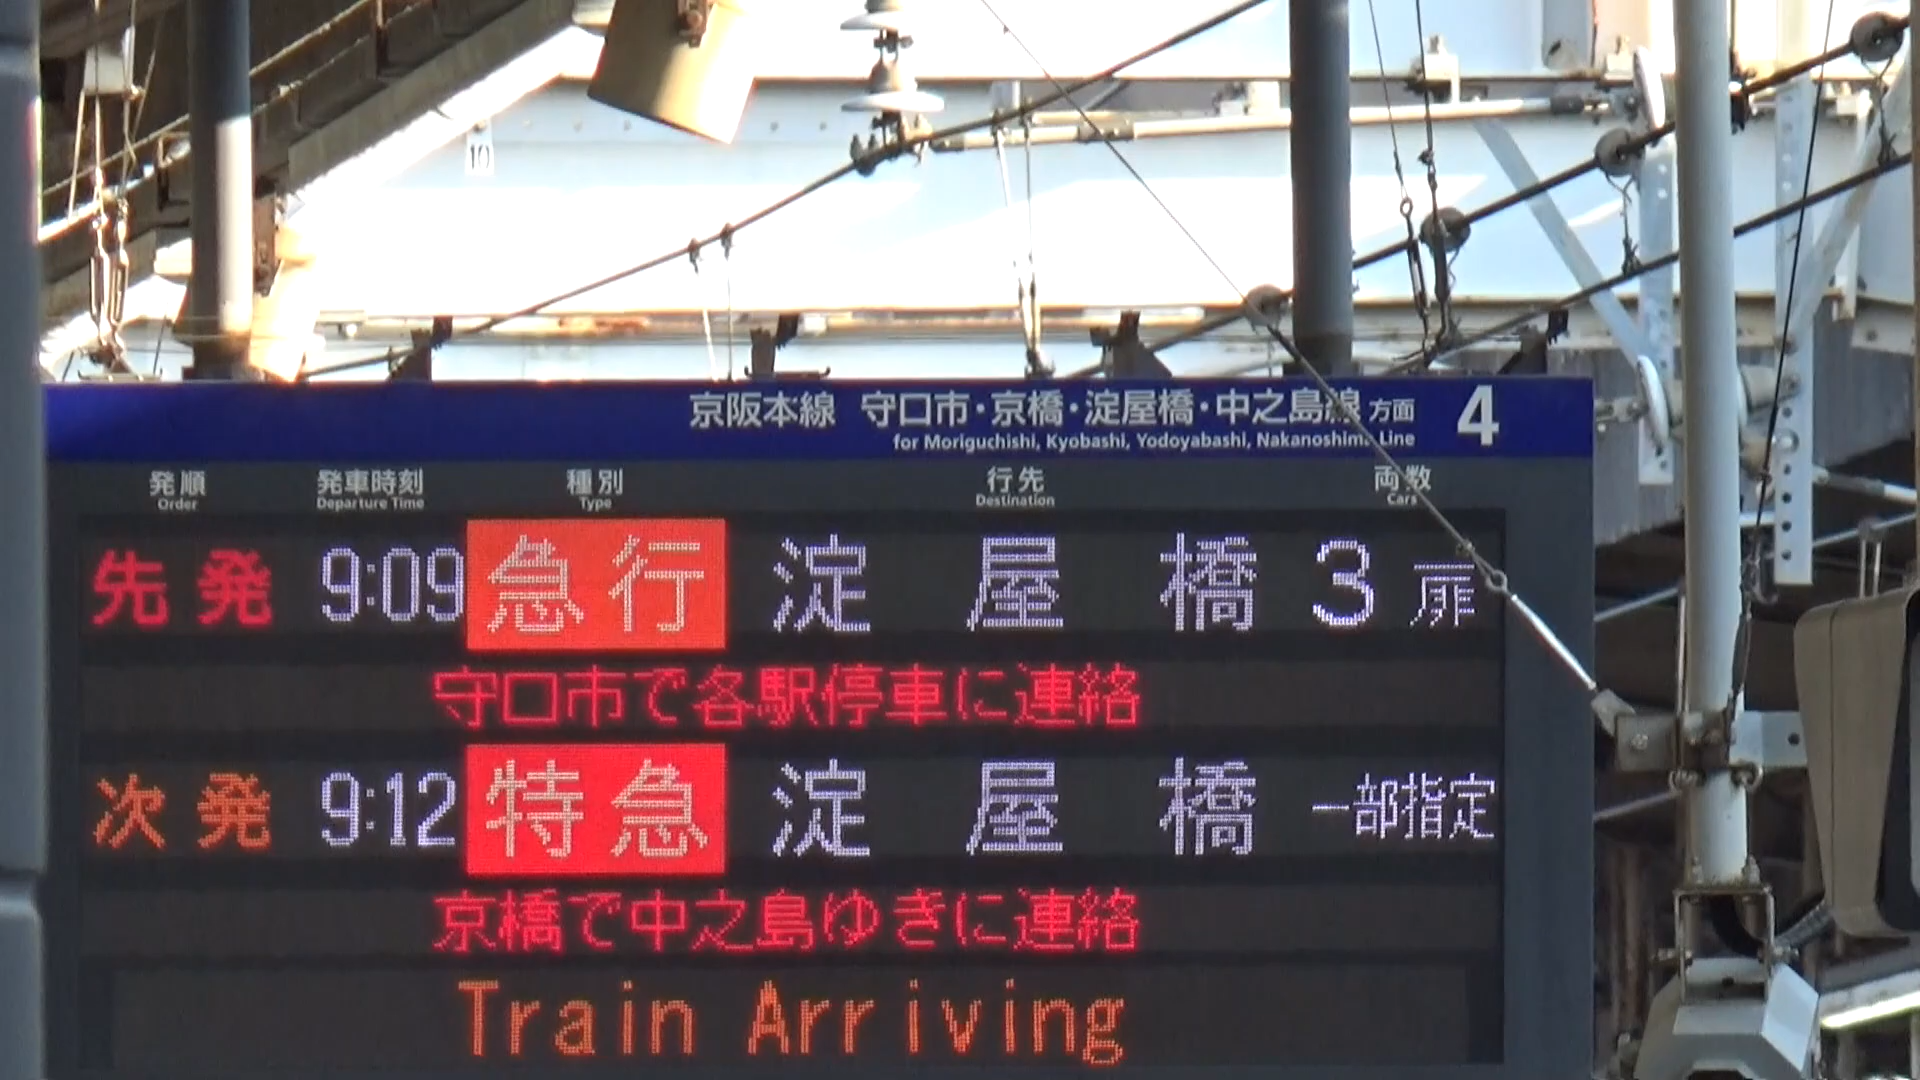 10
京阪本線 守口市・京橋・淀屋橋・中之島線 方面 4
for Moriguchishi, Kyobashi, Yodoyabashi, Nakanoshima Line
発順 発車時刻 種別 行先 両数
Order Departure Time Type Destination Cars
先発 9:09 急行 淀屋橋 3扉
守口市で各駅停車に連絡
次発 9:12 特急 淀屋橋 一部指定
京橋で中之島ゆきに連絡
Train Arriving